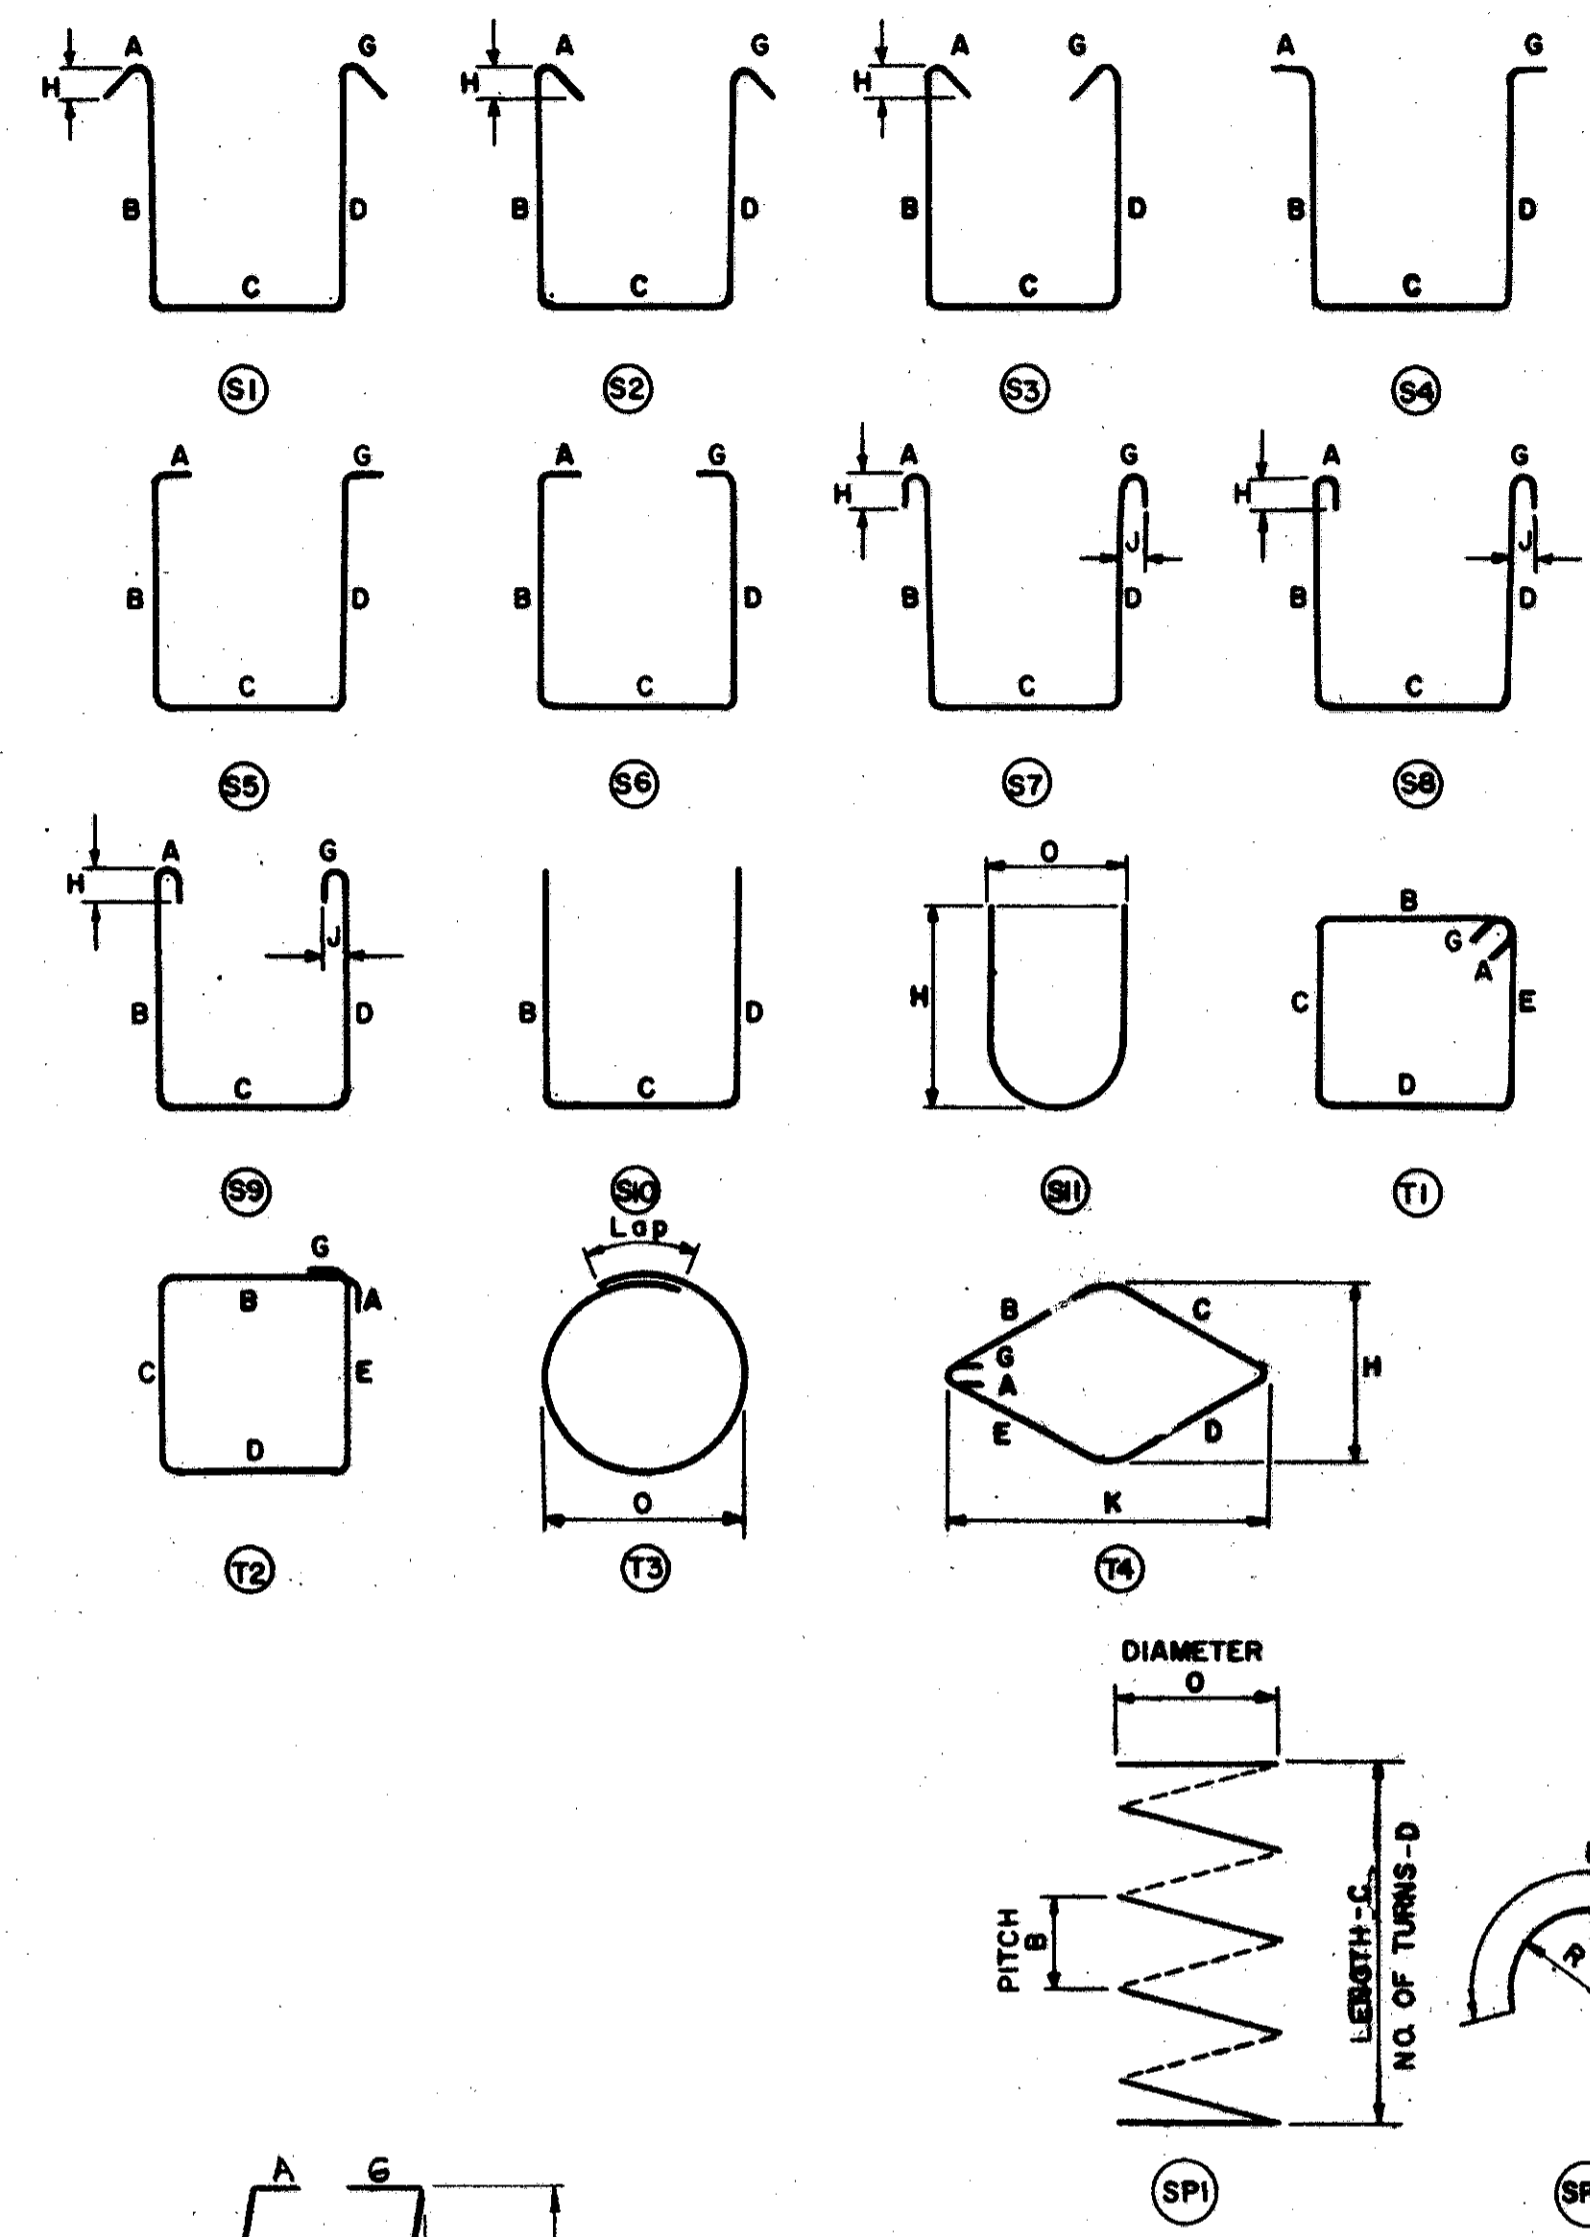 A G A G A G A G
H H H
B D B D B D B D
C C C C
S1 S2 S3 S4
A G A G A G A G
H H
J J
B D B D B D B D
C C C C
S5 S6 S7 S8
A G O
H B
G
J A
H C E
B D B D
C C D
S9 S10 S11 T1
Lap
G
B A B C
C E G H
A
D E D
O K
T2 T3 T4
DIAMETER
O
PITCH
B
LENGTH-C
NO. OF TURNS-D
R
A G
SP1